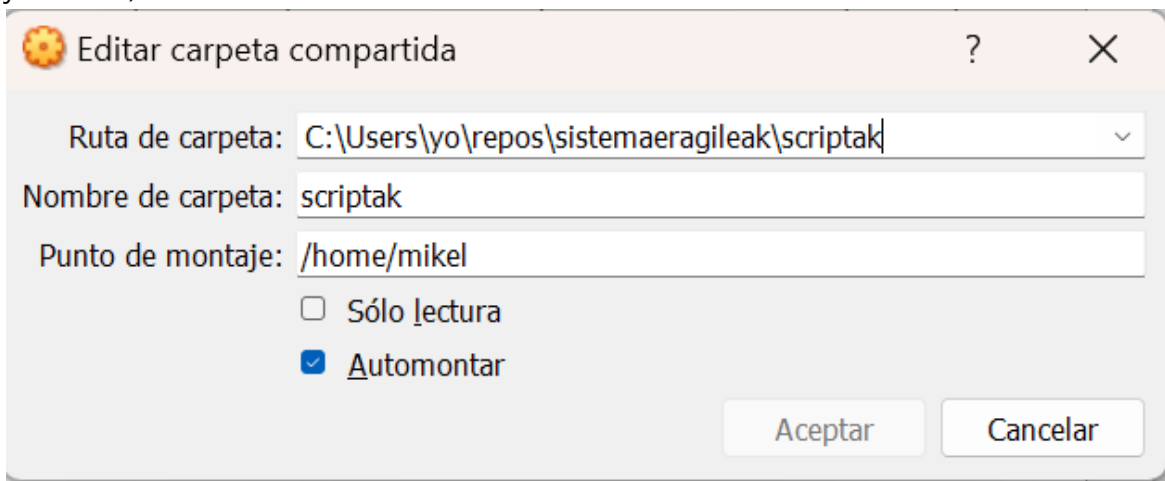 Editar carpeta compartida ?
Ruta de carpeta: C:\Users\yo\repos\sistemaeragileak\scriptak
Nombre de carpeta: scriptak
Punto de montaje: /home/mikel
Sólo lectura
Automontar
Aceptar Cancelar